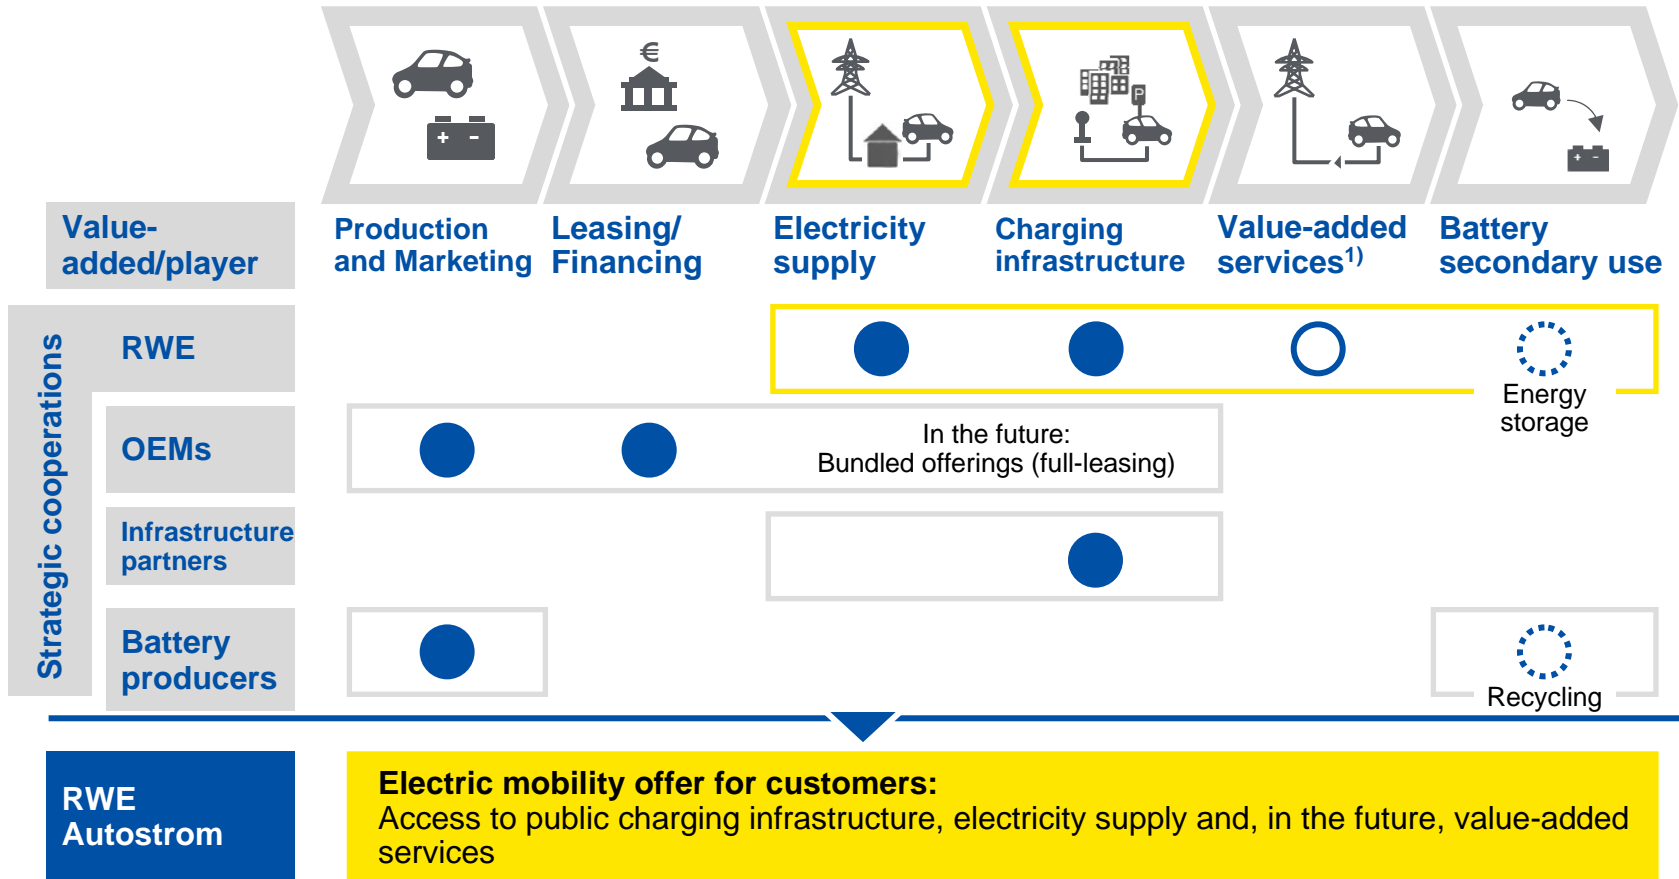 €
+ -
P
+ -
Value-
added/player
Production
and Marketing
Leasing/
Financing
Electricity
supply
Charging
infrastructure
Value-added
services1)
Battery
secondary use
Strategic cooperations
RWE
Energy
storage
OEMs
In the future:
Bundled offerings (full-leasing)
Infrastructure
partners
Battery
producers
Recycling
RWE
Autostrom
Electric mobility offer for customers:
Access to public charging infrastructure, electricity supply and, in the future, value-added
services